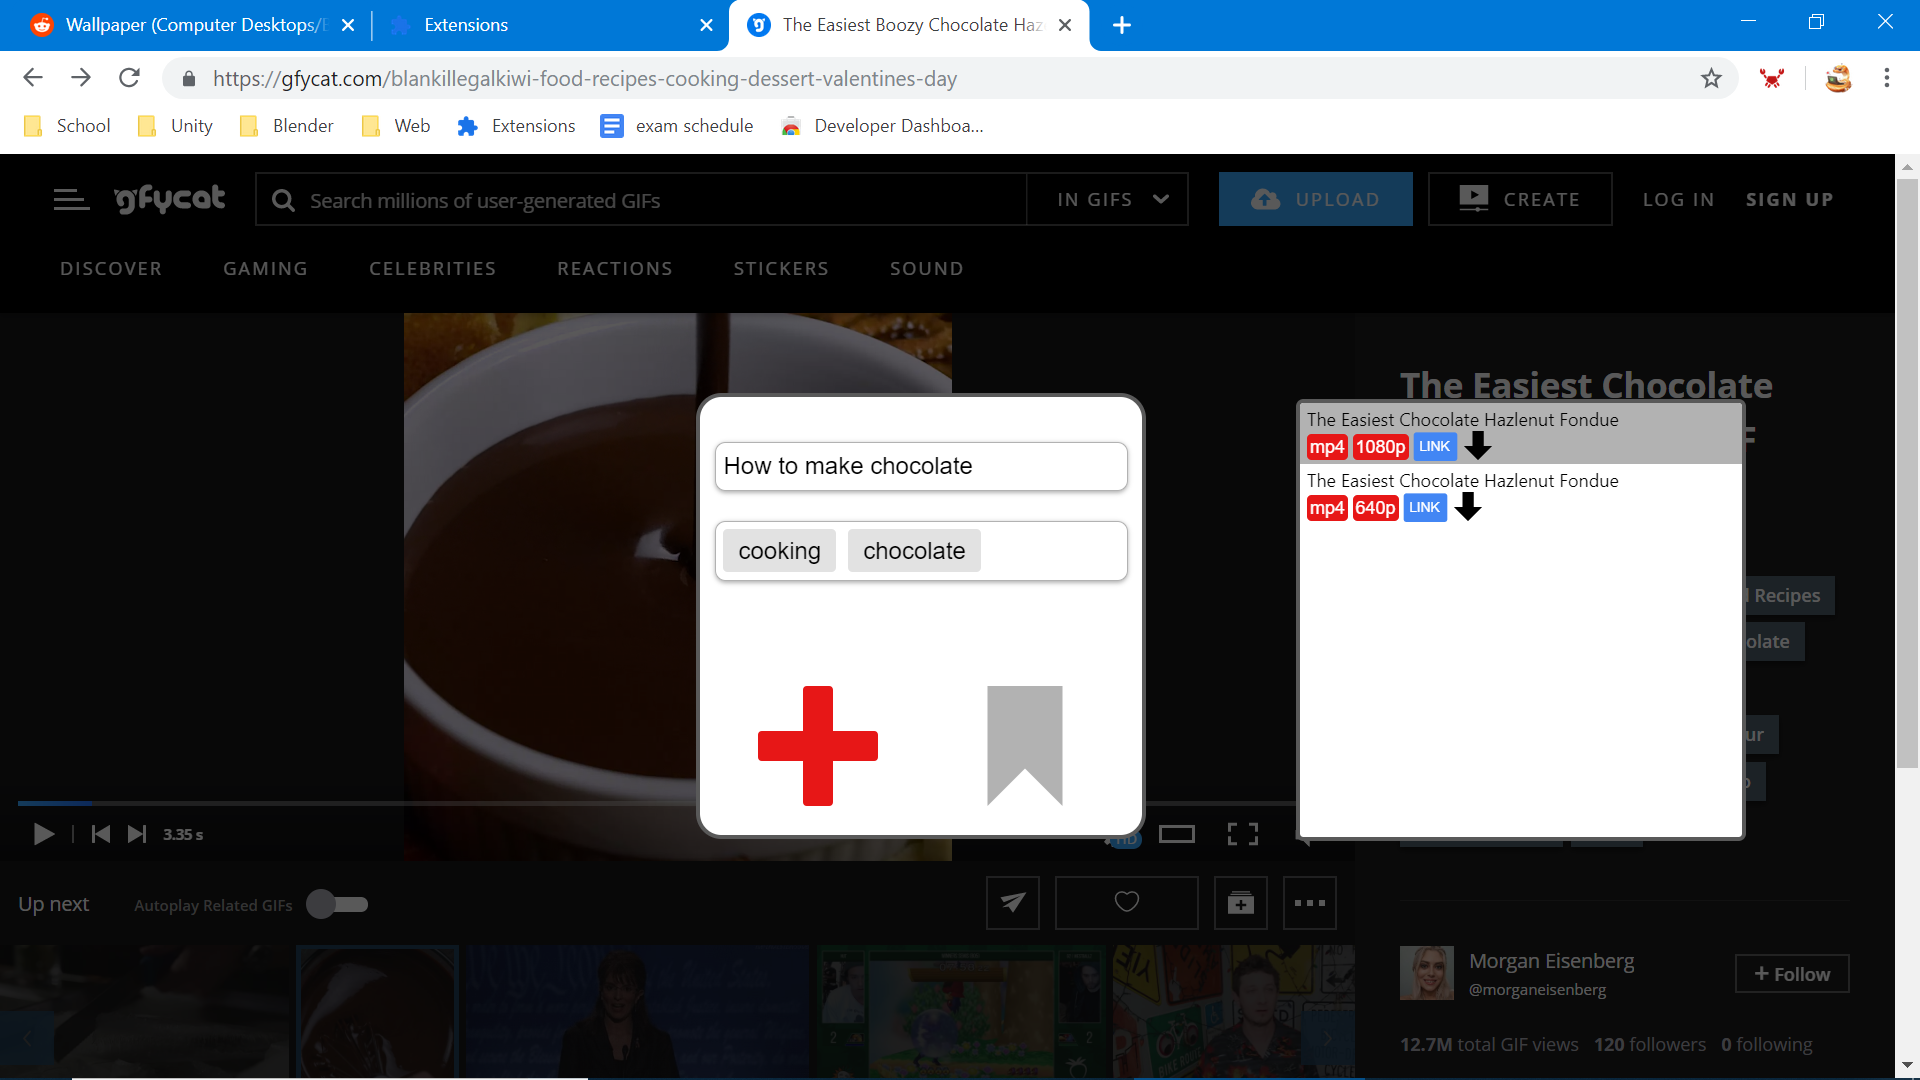 Wallpaper (Computer Desktops/
Extensions
The Easiest Boozy Chocolate Haz
https://gfycat.com/blankillegalkiwi-food-recipes-cooking-dessert-valentines-day
School
Unity
Blender
Web
Extensions
exam schedule
Developer Dashboa...
gfycat
Search millions of user-generated GIFs
IN GIFS
UPLOAD
CREATE
LOG IN
SIGN UP
DISCOVER
GAMING
CELEBRITIES
REACTIONS
STICKERS
SOUND
The Easiest Chocolate
How to make chocolate
cooking
chocolate
The Easiest Chocolate Hazlenut Fondue
mp4 1080p LINK
The Easiest Chocolate Hazlenut Fondue
mp4 640p LINK
Recipes
olate
ur
3.35 s
HD
Up next
Autoplay Related GIFs
Morgan Eisenberg
@morganeisenberg
+ Follow
12.7M total GIF views 120 followers 0 following